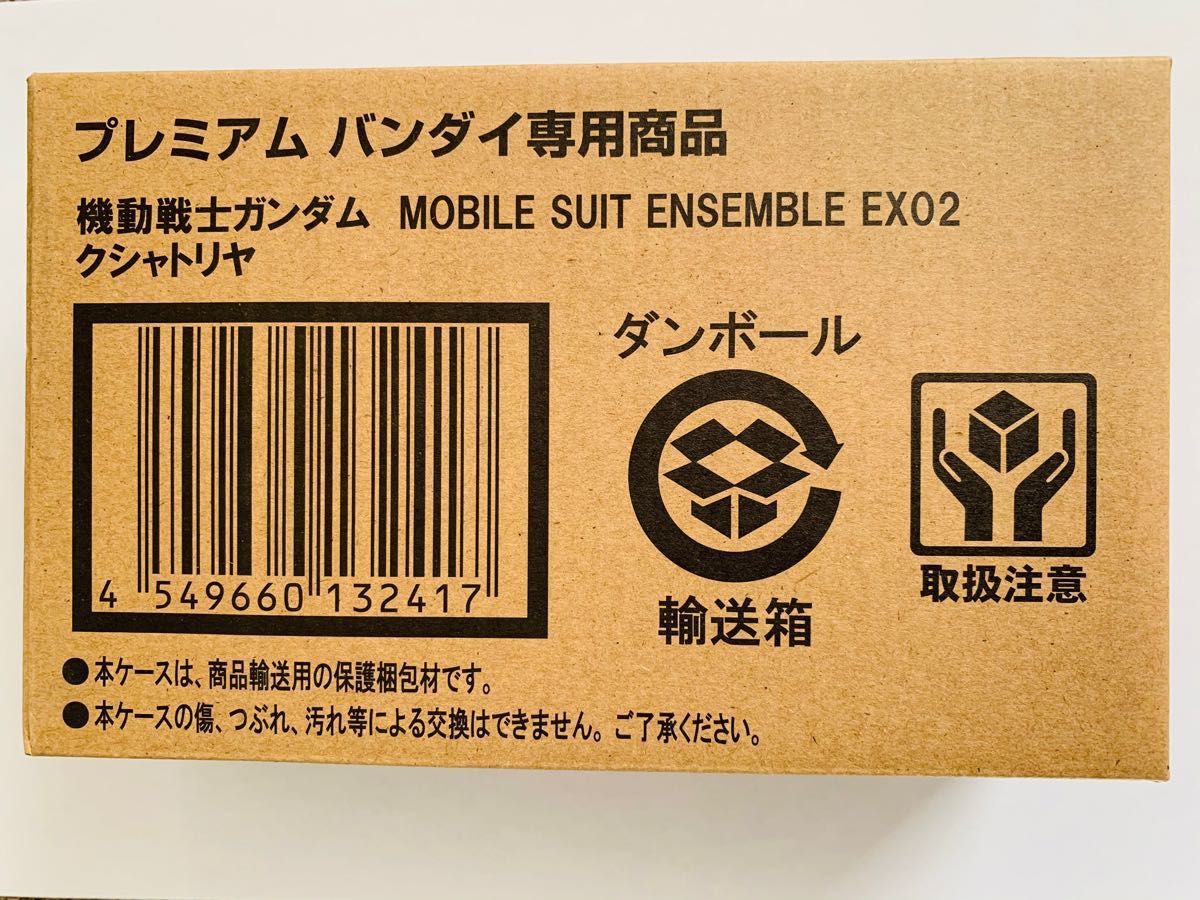 プレミアム バンダイ専用商品
機動戦士ガンダム MOBILE SUIT ENSEMBLE EX02
クシャトリヤ
4 549660 132417
ダンボール
輸送箱
取扱注意
●本ケースは、商品輸送用の保護梱包材です。
●本ケースの傷、つぶれ、汚れ等による交換はできません。ご了承ください。